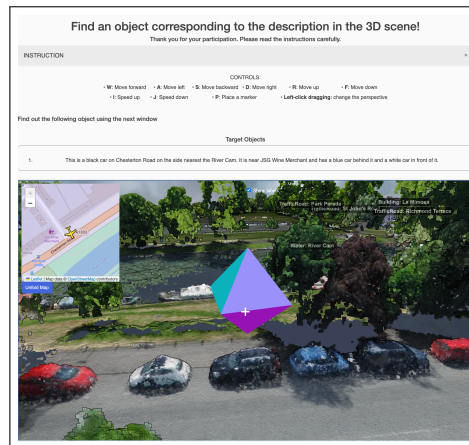 Find an object corresponding to the description in the 3D scene!
Thank you for your participation. Please read the instructions carefully.
INSTRUCTION
CONTROLS:
• W: Move forward • A: Move left • S: Move backward • D: Move right • R: Move up • F: Move down
• I: Speed up • J: Speed down • P: Place a marker • Left-click dragging: change the perspective
Find out the following object using the next window
Target Objects
1. This is a black car on Chesterton Road on the side nearest the River Cam. It is near JSG Wine Merchant and has a blue car behind it and a white car in front of it.
+
−
TrafficRoad: Park Parade
Building: La Mimosa
TrafficRoad: Richmond Terrace
Water: River Cam
Leaflet | Map data © OpenStreetMap contributors
Unfold Map